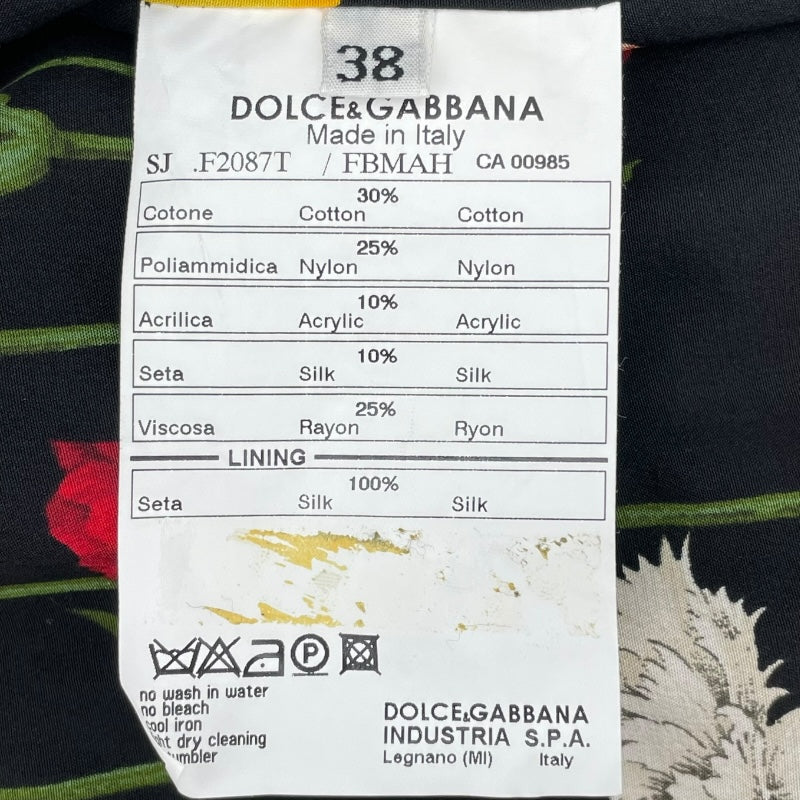 38
DOLCE&GABBANA
Made in Italy
SJ .F2087T / FBMAH CA 00985
30%
Cotone Cotton Cotton
25%
Poliammidica Nylon Nylon
10%
Acrilica Acrylic Acrylic
10%
Seta Silk Silk
25%
Viscosa Rayon Ryon
LINING
100%
Seta Silk Silk
P
no wash in water
no bleach
ool iron
ht dry cleaning
umbler
DOLCE&GABBANA
INDUSTRIA S.P.A.
Legnano (MI) Italy